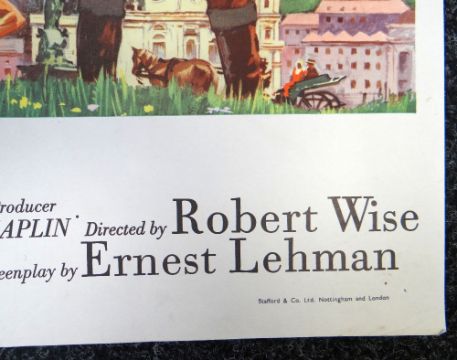 roducer
APLIN Directed by Robert Wise
eenplay by Ernest Lehman
Stafford & Co. Ltd. Nottingham and London